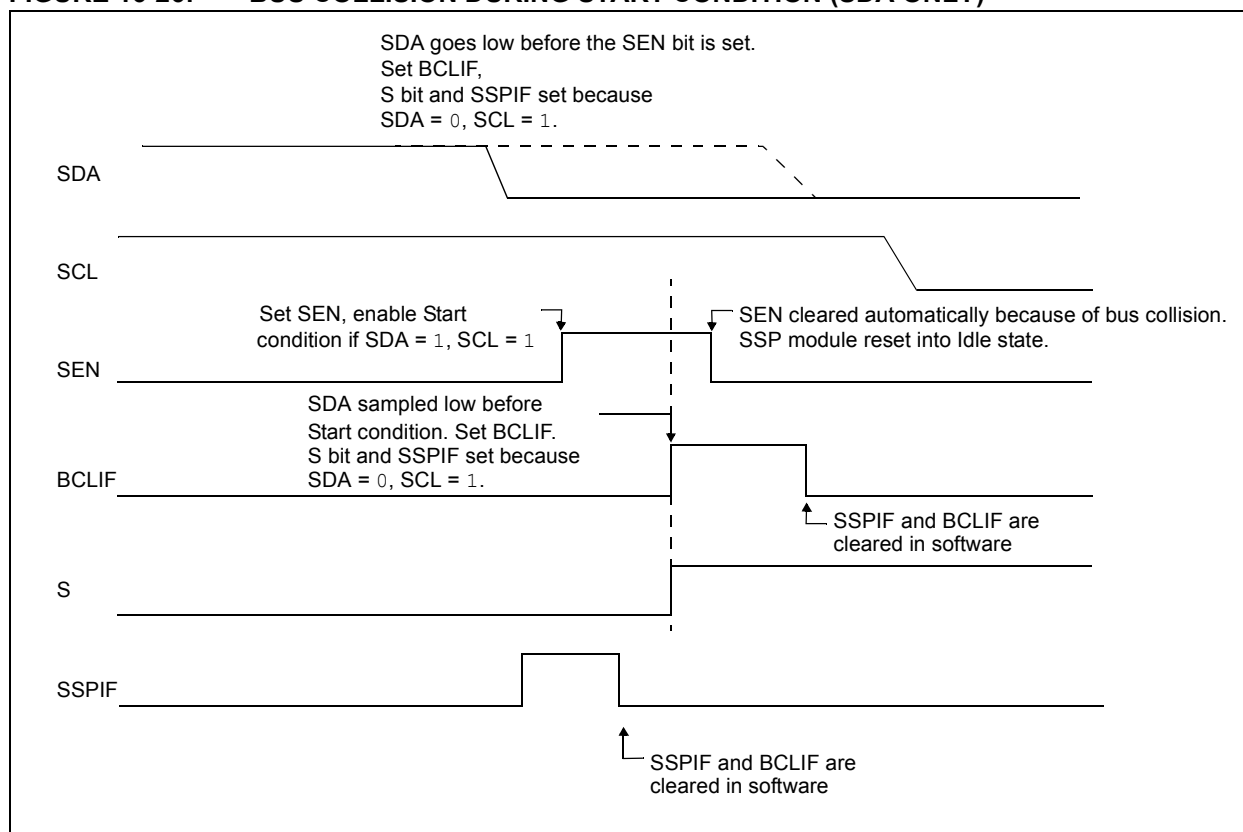 SDA goes low before the SEN bit is set.
Set BCLIF,
S bit and SSPIF set because
SDA = 0, SCL = 1.
SDA
SCL
Set SEN, enable Start
condition if SDA = 1, SCL = 1
SEN cleared automatically because of bus collision.
SSP module reset into Idle state.
SEN
SDA sampled low before
Start condition. Set BCLIF.
S bit and SSPIF set because
SDA = 0, SCL = 1.
BCLIF
SSPIF and BCLIF are
cleared in software
S
SSPIF
SSPIF and BCLIF are
cleared in software